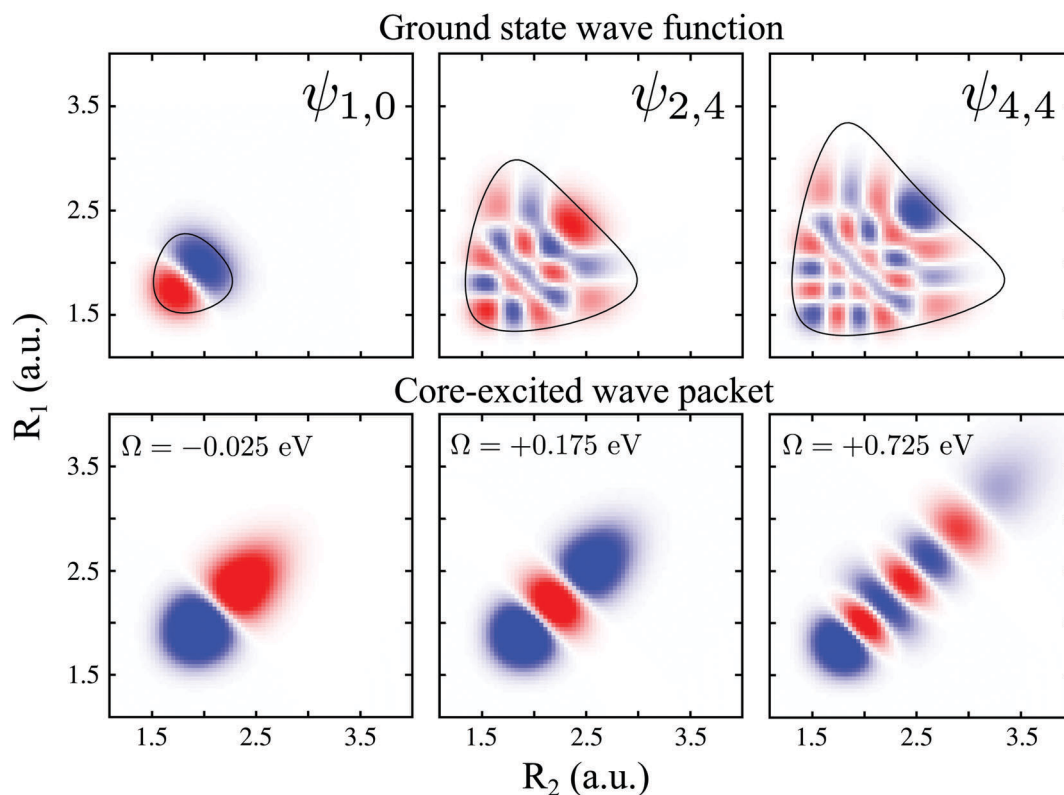 Ground state wave function
ψ1,0
ψ2,4
ψ4,4
3.5
2.5
1.5
Core-excited wave packet
Ω = −0.025 eV
Ω = +0.175 eV
Ω = +0.725 eV
3.5
2.5
1.5
1.5 2.5 3.5
1.5 2.5 3.5
1.5 2.5 3.5
R1 (a.u.)
R2 (a.u.)